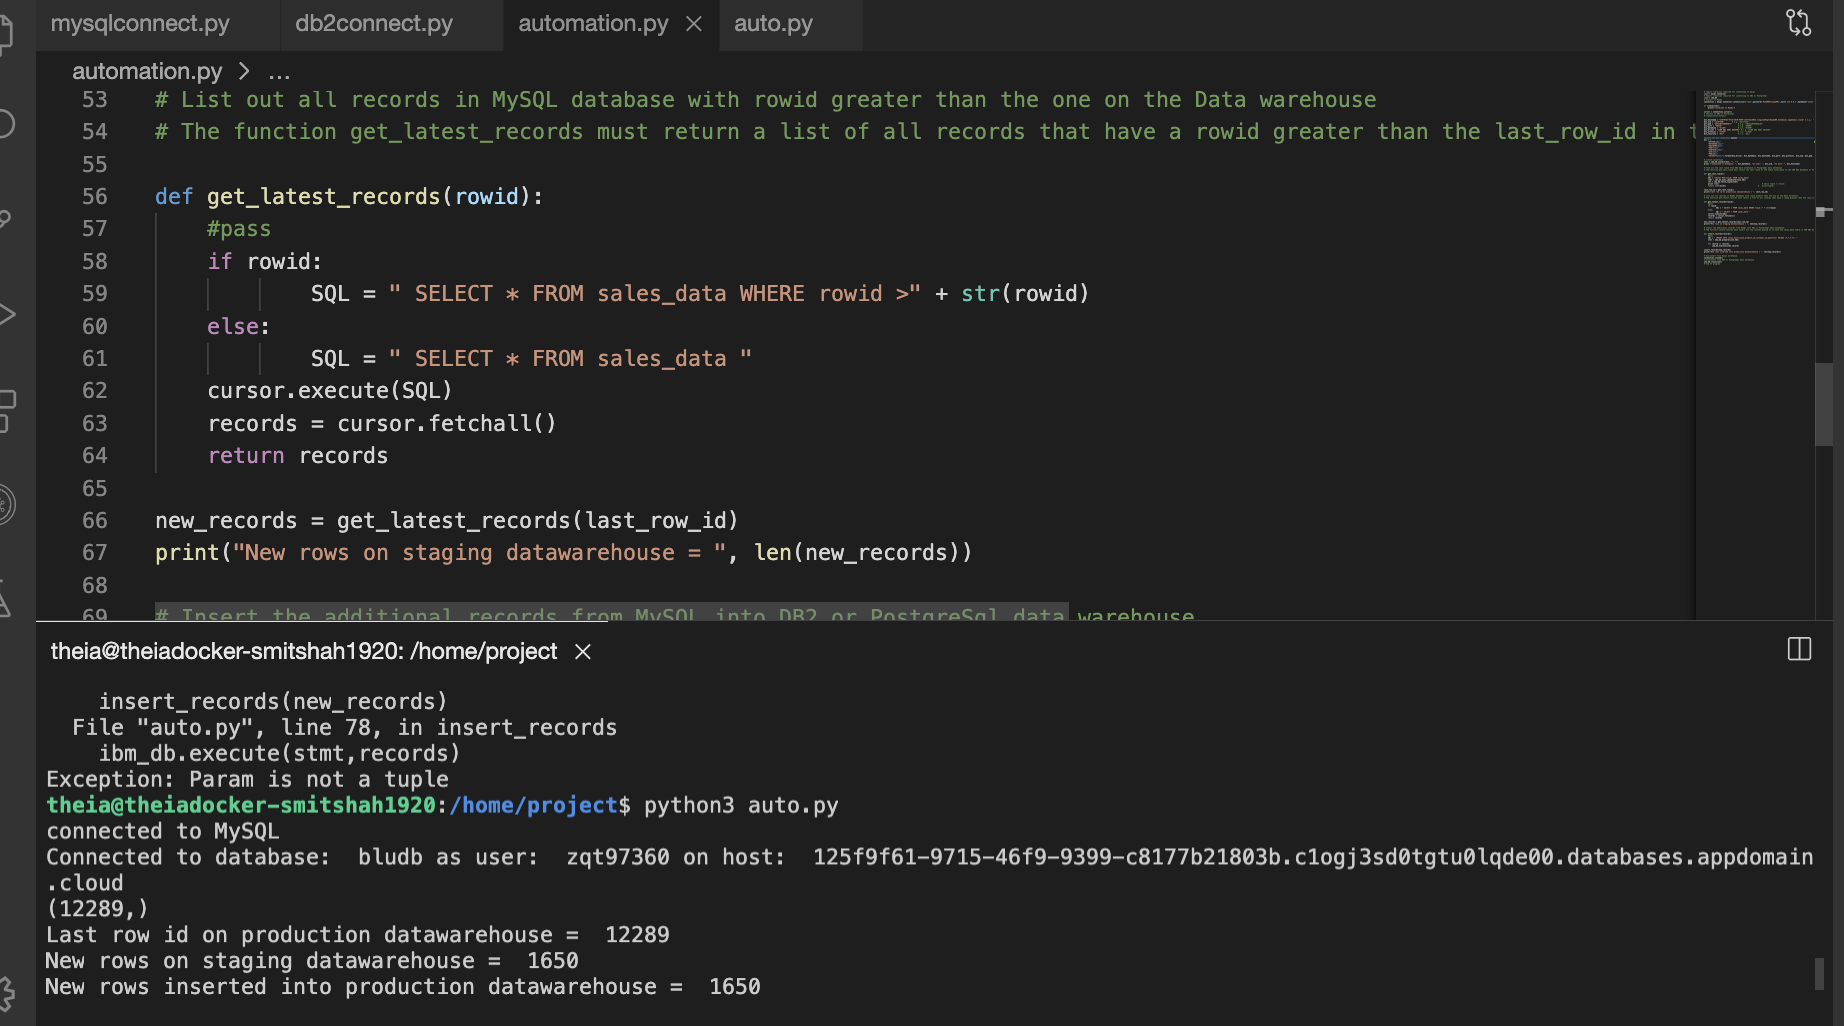 mysqlconnect.py db2connect.py automation.py auto.py
automation.py > ...
53 # List out all records in MySQL database with rowid greater than the one on the Data warehouse
54 # The function get_latest_records must return a list of all records that have a rowid greater than the last_row_id in
55
56 def get_latest_records(rowid):
57 #pass
58 if rowid:
59 SQL = " SELECT * FROM sales_data WHERE rowid >" + str(rowid)
60 else:
61 SQL = " SELECT * FROM sales_data "
62 cursor.execute(SQL)
63 records = cursor.fetchall()
64 return records
65
66 new_records = get_latest_records(last_row_id)
67 print("New rows on staging datawarehouse = ", len(new_records))
68
69 # Insert the additional records from MySQL into DB2 or PostgreSql data warehouse
theia@theiadocker-smitshah1920: /home/project
insert_records(new_records)
File "auto.py", line 78, in insert_records
ibm_db.execute(stmt,records)
Exception: Param is not a tuple
theia@theiadocker-smitshah1920:/home/project$ python3 auto.py
connected to MySQL
Connected to database:  bludb as user:  zqt97360 on host:  125f9f61-9715-46f9-9399-c8177b21803b.c1ogj3sd0tgtu0lqde00.databases.appdomain
.cloud
(12289,)
Last row id on production datawarehouse =  12289
New rows on staging datawarehouse =  1650
New rows inserted into production datawarehouse =  1650